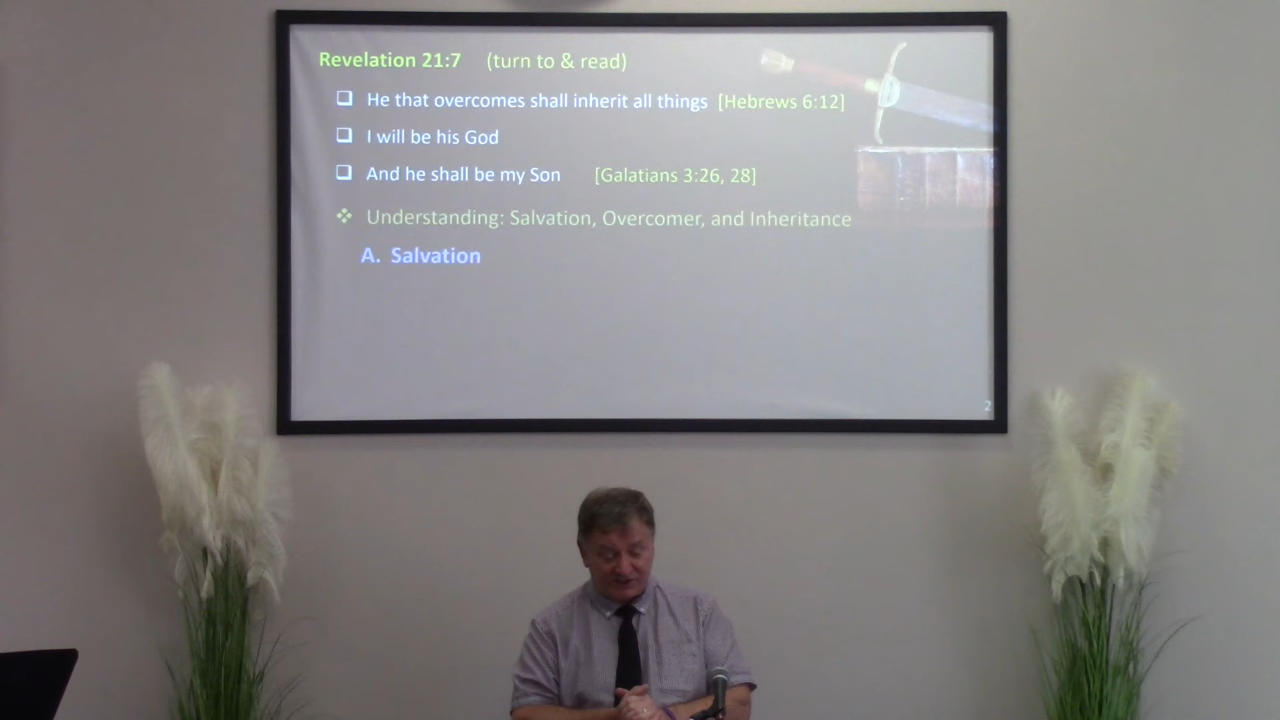 Revelation 21:7 (turn to & read)
He that overcomes shall inherit all things [Hebrews 6:12]
I will be his God
And he shall be my Son [Galatians 3:26, 28]
Understanding: Salvation, Overcomer, and Inheritance
A. Salvation
2